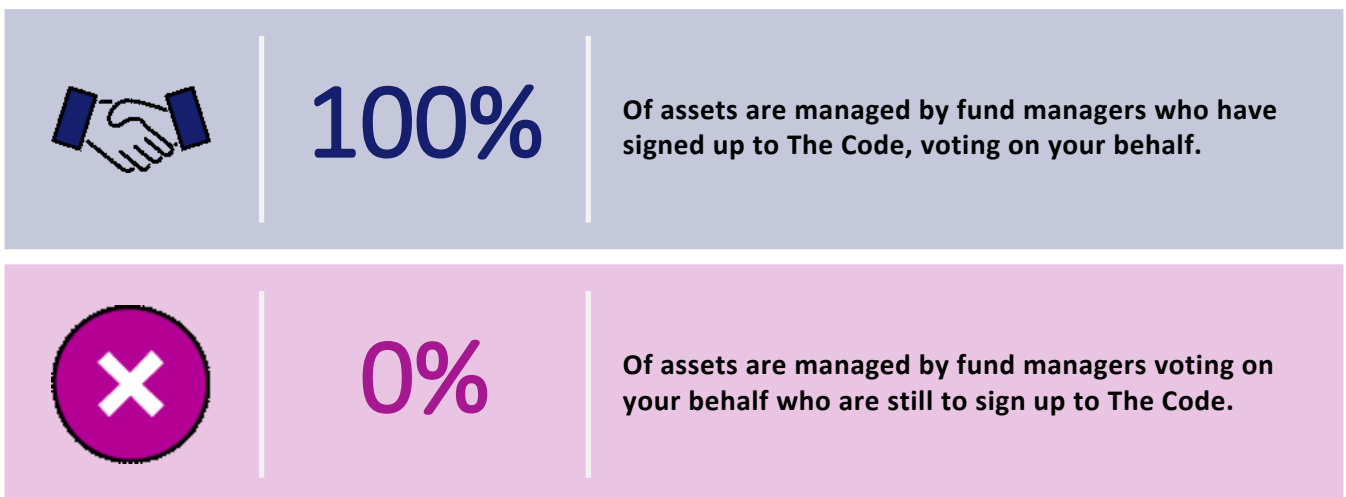 100%
Of assets are managed by fund managers who have
signed up to The Code, voting on your behalf.
0%
Of assets are managed by fund managers voting on
your behalf who are still to sign up to The Code.